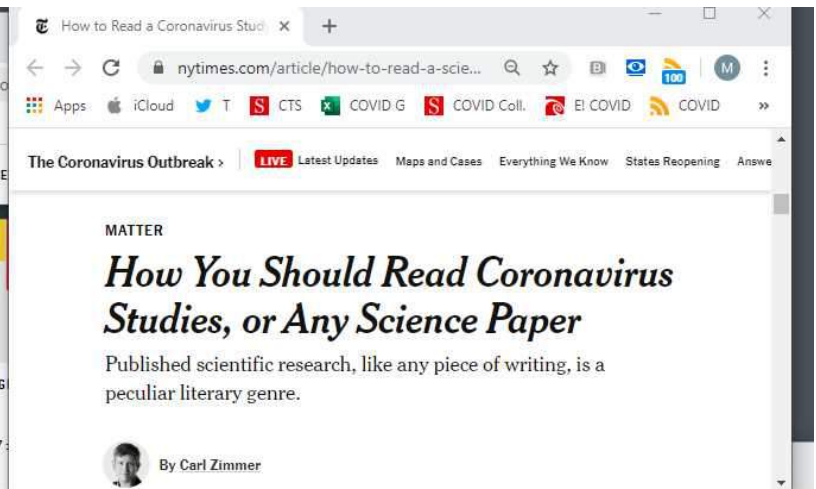 How to Read a Coronavirus Stud
nytimes.com/article/how-to-read-a-scie...
100
M
Apps iCloud T S CTS COVID G S COVID Coll. E! COVID COVID »
The Coronavirus Outbreak › LIVE Latest Updates Maps and Cases Everything We Know States Reopening Answe
MATTER
How You Should Read Coronavirus
Studies, or Any Science Paper
Published scientific research, like any piece of writing, is a
peculiar literary genre.
By Carl Zimmer